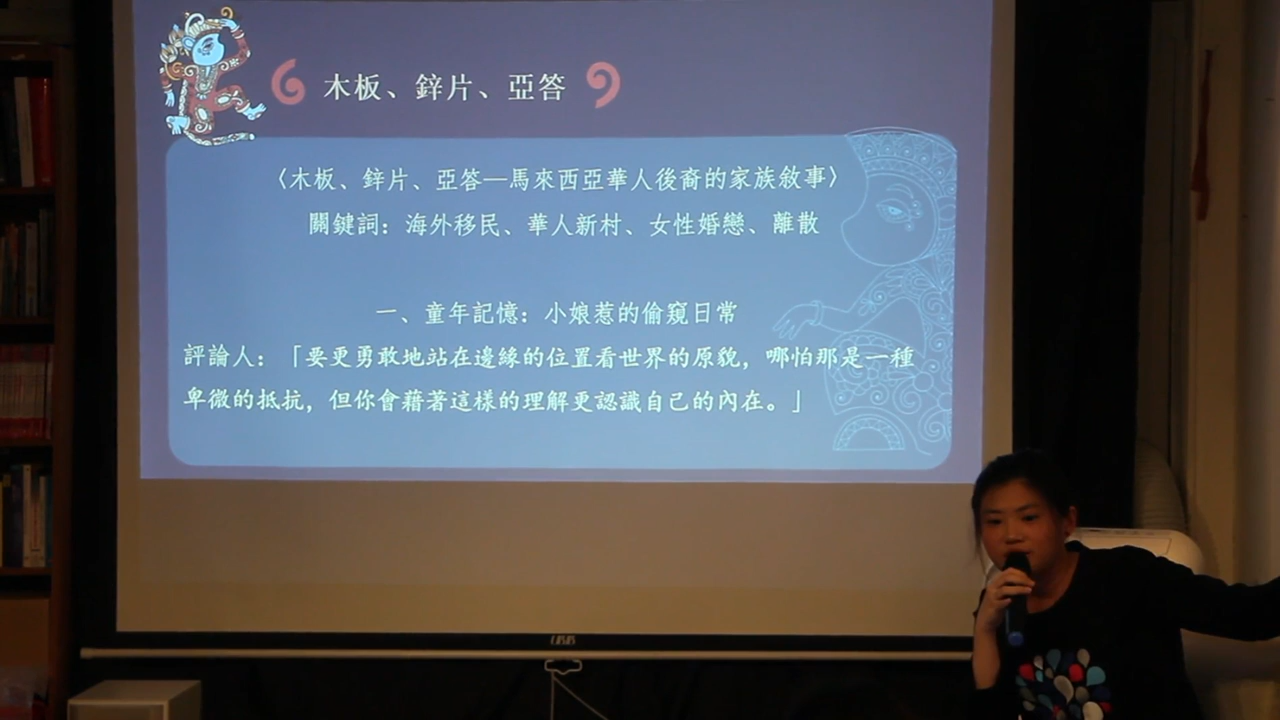 木板、鋅片、亞答
〈木板、鋅片、亞答—馬來西亞華人後裔的家族敘事〉
關鍵詞：海外移民、華人新村、女性婚戀、離散
一、童年記憶：小娘惹的偷窺日常
評論人：「要更勇敢地站在邊緣的位置看世界的原貌，哪怕那是一種
卑微的抵抗，但你會藉著這樣的理解更認識自己的內在。」